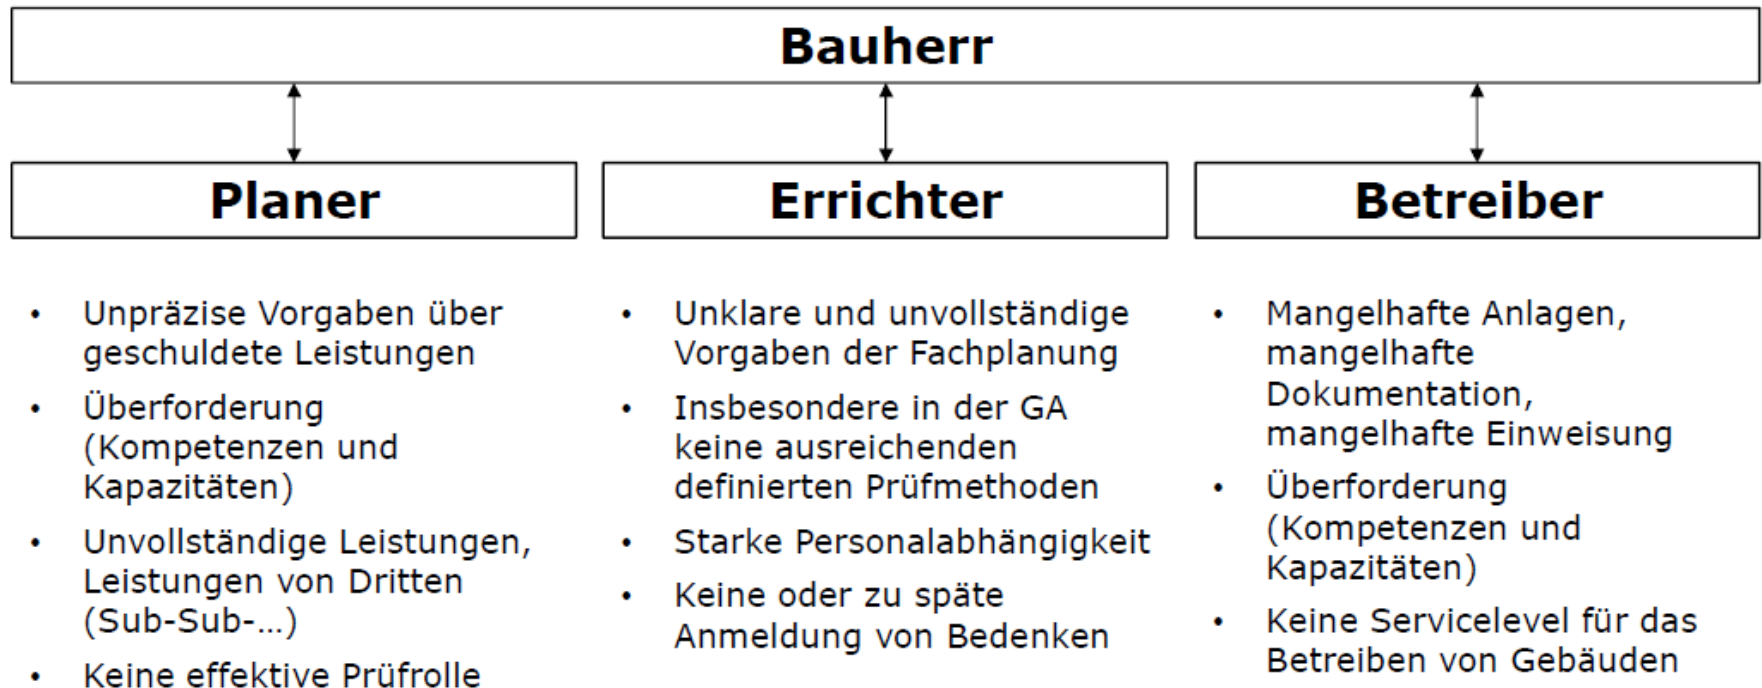 Bauherr
Planer
Errichter
Betreiber
• Unpräzise Vorgaben über
geschuldete Leistungen
• Überforderung
(Kompetenzen und
Kapazitäten)
• Unvollständige Leistungen,
Leistungen von Dritten
(Sub-Sub-…)
• Keine effektive Prüfrolle
• Unklare und unvollständige
Vorgaben der Fachplanung
• Insbesondere in der GA
keine ausreichenden
definierten Prüfmethoden
• Starke Personalabhängigkeit
• Keine oder zu späte
Anmeldung von Bedenken
• Mangelhafte Anlagen,
mangelhafte
Dokumentation,
mangelhafte Einweisung
• Überforderung
(Kompetenzen und
Kapazitäten)
• Keine Servicelevel für das
Betreiben von Gebäuden